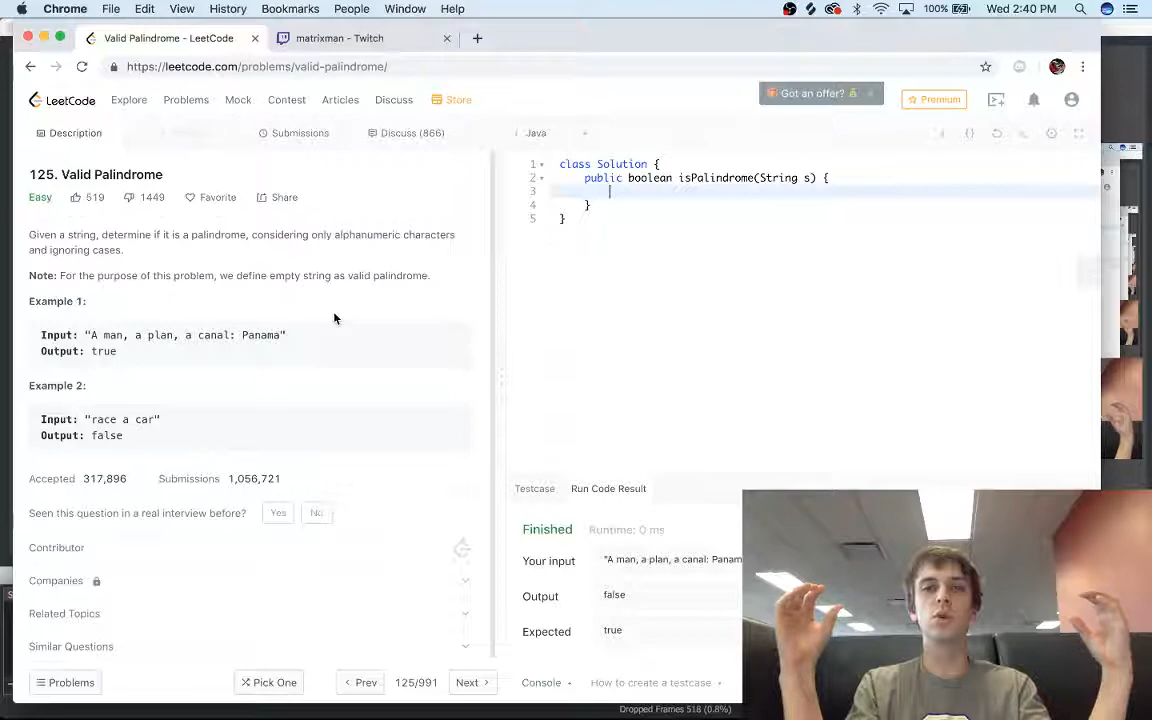 Chrome File Edit View History Bookmarks People Window Help 100% Wed 2:40 PM
Valid Palindrome - LeetCode × matrixman - Twitch × +
https://leetcode.com/problems/valid-palindrome/
LeetCode Explore Problems Mock Contest Articles Discuss Store Got an offer? Premium
Description Submissions Discuss (866) Java
125. Valid Palindrome
Easy 519 1449 Favorite Share
Given a string, determine if it is a palindrome, considering only alphanumeric characters
and ignoring cases.
Note: For the purpose of this problem, we define empty string as valid palindrome.
Example 1:
Input: "A man, a plan, a canal: Panama"
Output: true
Example 2:
Input: "race a car"
Output: false
Accepted 317,896 Submissions 1,056,721
Seen this question in a real interview before? Yes No
Contributor
Companies
Related Topics
Similar Questions
Problems Pick One < Prev 125/991 Next >
1 class Solution {
2 public boolean isPalindrome(String s) {
3
4 }
5 }
Testcase Run Code Result
Finished Runtime: 0 ms
Your input "A man, a plan, a canal: Panam
Output false
Expected true
Console How to create a testcase
Dropped Frames 518 (0.8%)